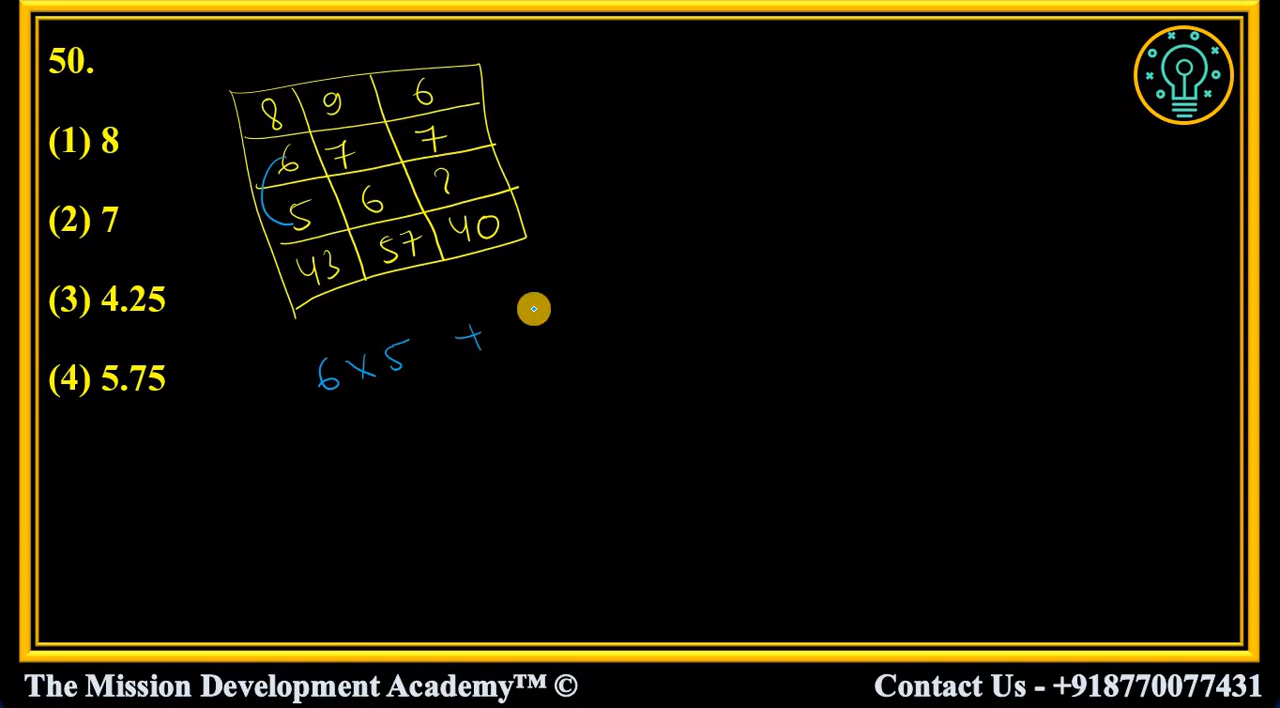 50.
8 9 6
(1) 8
6 7 7
5 6 ?
(2) 7
43 57 40
(3) 4.25
6 × 5 +
(4) 5.75
The Mission Development Academy™ ©
Contact Us - +918770077431